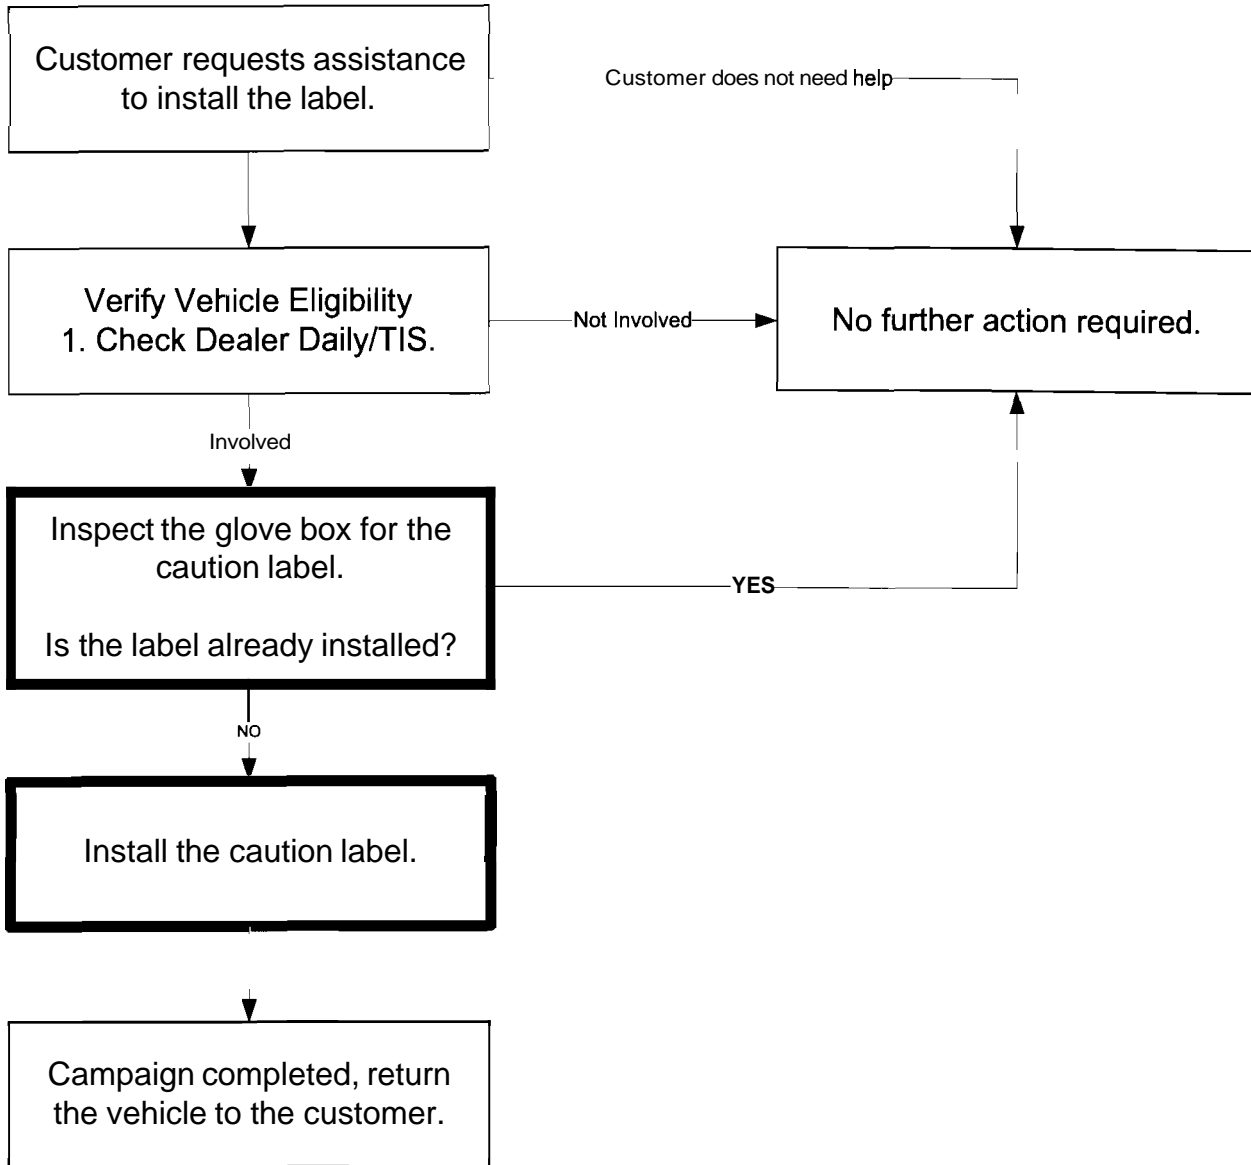 Customer requests assistance
to install the label.
Customer does not need help
Verify Vehicle Eligibility
1. Check Dealer Daily/TIS.
Not Involved
No further action required.
Involved
Inspect the glove box for the
caution label.
Is the label already installed?
YES
NO
Install the caution label.
Campaign completed, return
the vehicle to the customer.